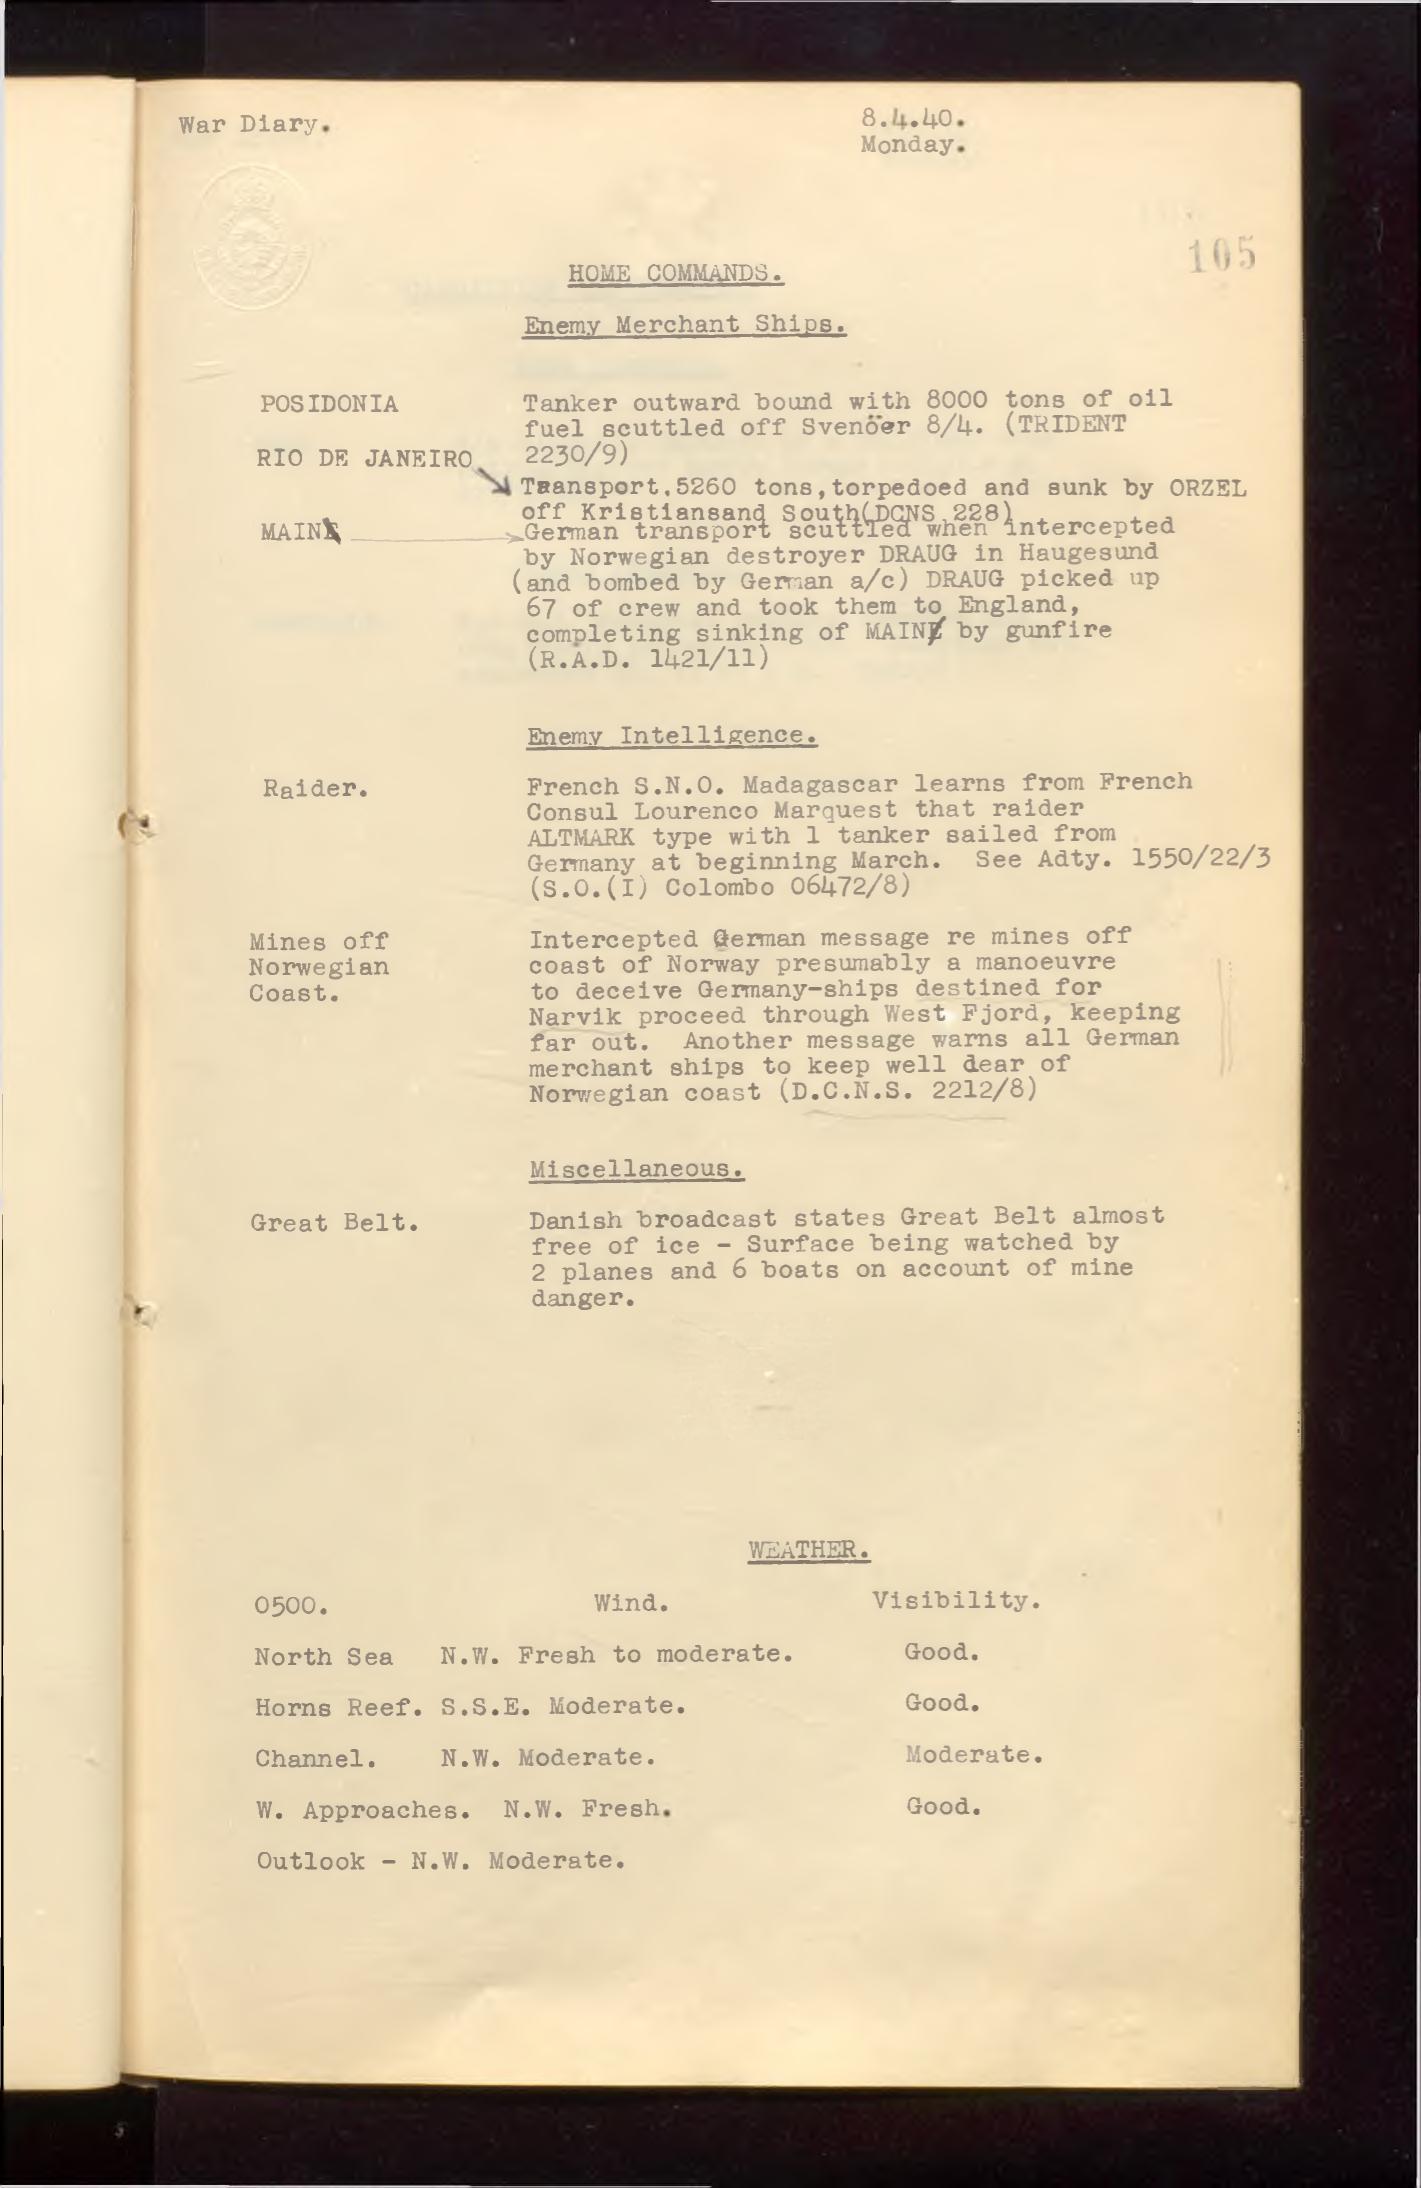 War Diary.
8.4.40.
Monday.
105
HOME COMMANDS.
Enemy Merchant Ships.
POSIDONIA Tanker outward bound with 8000 tons of oil
fuel scuttled off Svenöer 8/4. (TRIDENT
RIO DE JANEIRO 2230/9)
Transport, 5260 tons, torpedoed and sunk by ORZEL
off Kristiansand South(DCNS 228)
MAIN German transport scuttled when intercepted
by Norwegian destroyer DRAUG in Haugesund
(and bombed by German a/c) DRAUG picked up
67 of crew and took them to England,
completing sinking of MAIN by gunfire
(R.A.D. 1421/11)
Enemy Intelligence.
Raider. French S.N.O. Madagascar learns from French
Consul Lourenco Marquest that raider
ALTMARK type with 1 tanker sailed from
Germany at beginning March. See Adty. 1550/22/3
(S.O.(I) Colombo 06472/8)
Mines off Intercepted German message re mines off
Norwegian coast of Norway presumably a manoeuvre
Coast. to deceive Germany-ships destined for
Narvik proceed through West Fjord, keeping
far out. Another message warns all German
merchant ships to keep well dear of
Norwegian coast (D.C.N.S. 2212/8)
Miscellaneous.
Great Belt. Danish broadcast states Great Belt almost
free of ice - Surface being watched by
2 planes and 6 boats on account of mine
danger.
WEATHER.
0500. Wind. Visibility.
North Sea N.W. Fresh to moderate. Good.
Horns Reef. S.S.E. Moderate. Good.
Channel. N.W. Moderate. Moderate.
W. Approaches. N.W. Fresh. Good.
Outlook - N.W. Moderate.